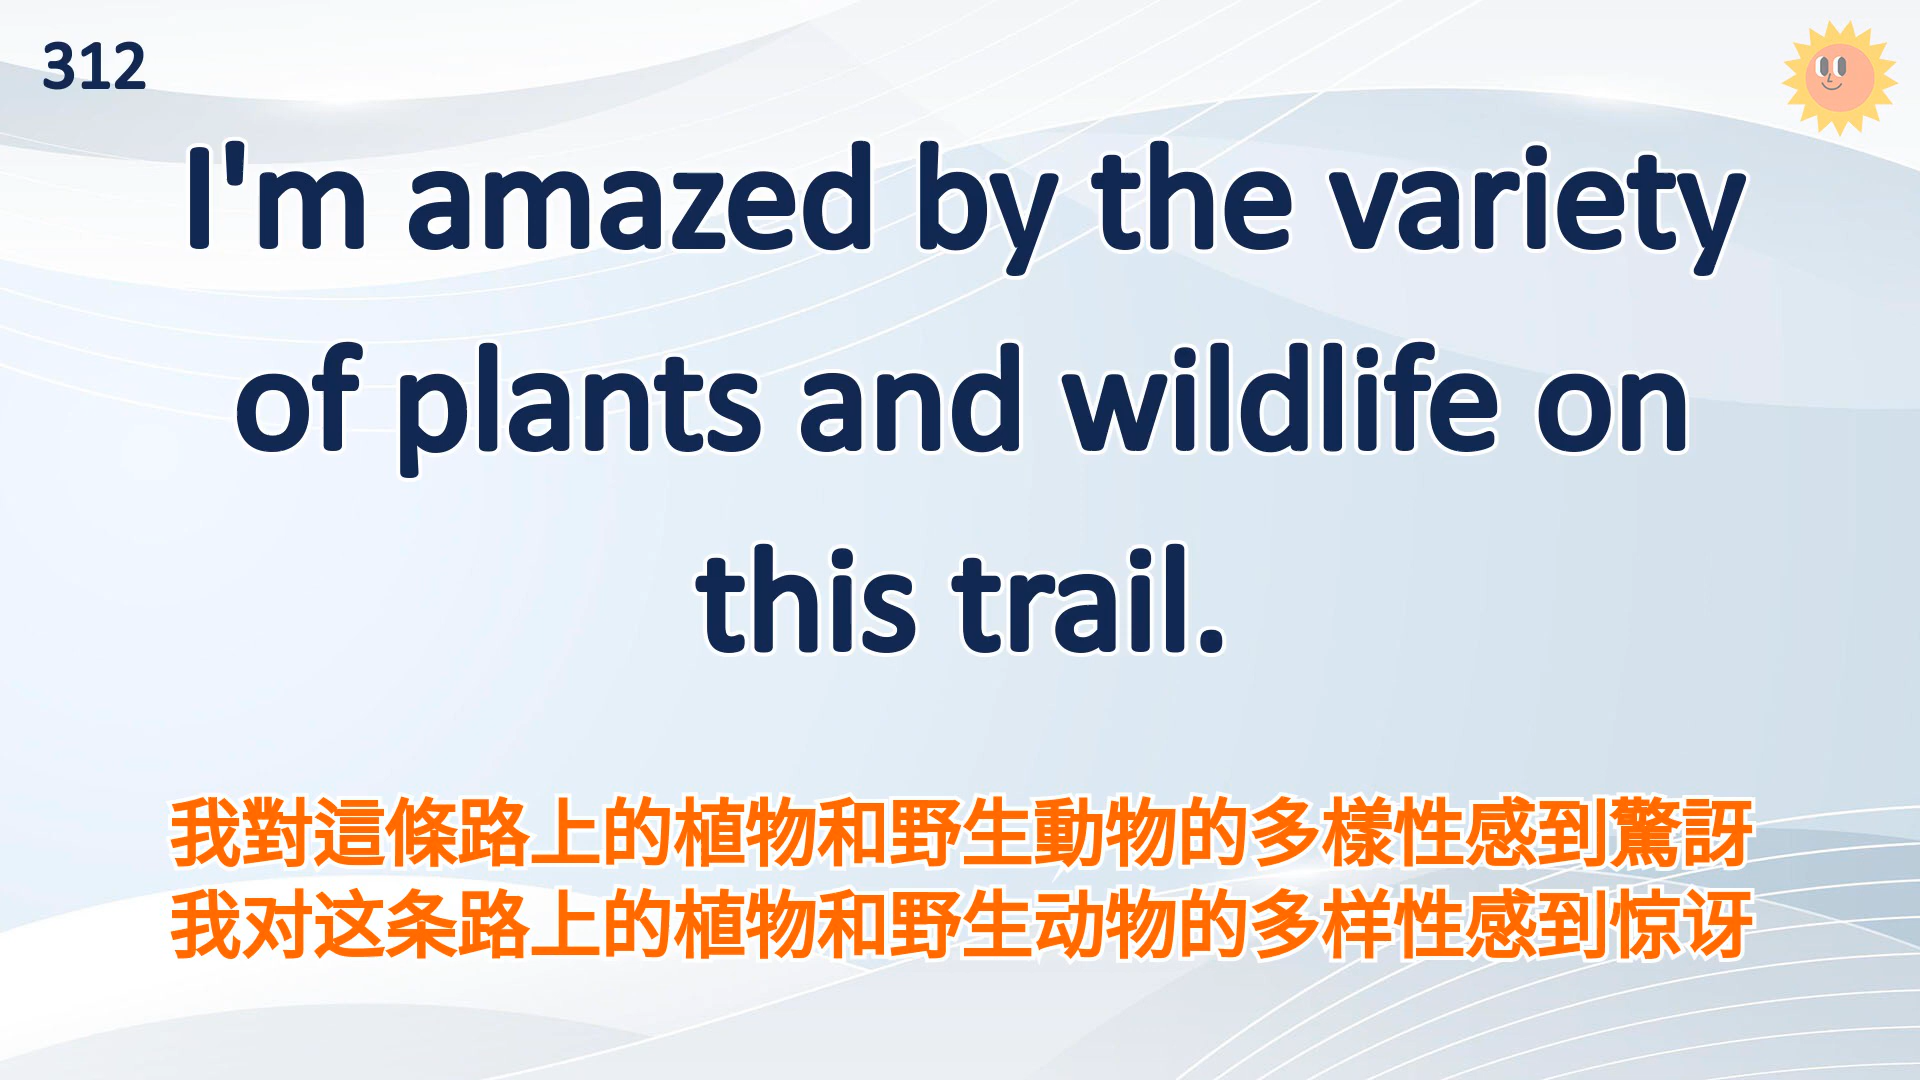 312
I'm amazed by the variety
of plants and wildlife on
this trail.
我對這條路上的植物和野生動物的多樣性感到驚訝
我对这条路上的植物和野生动物的多样性感到惊讶